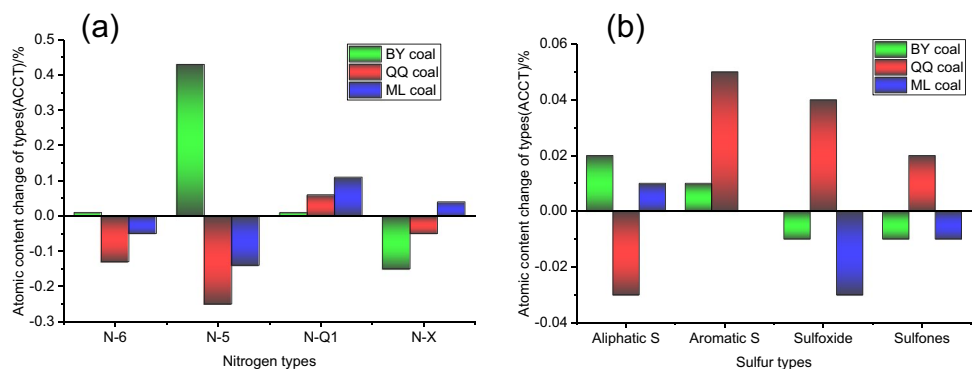 (a)
Atomic content change of types(ACCT)/%
0.5
0.4
0.3
0.2
0.1
0.0
-0.1
-0.2
-0.3
BY coal
QQ coal
ML coal
N-6 N-5 N-Q1 N-X
Nitrogen types
(b)
Atomic content change of types(ACCT)/%
0.06
0.04
0.02
0.00
-0.02
-0.04
BY coal
QQ coal
ML coal
Aliphatic S Aromatic S Sulfoxide Sulfones
Sulfur types